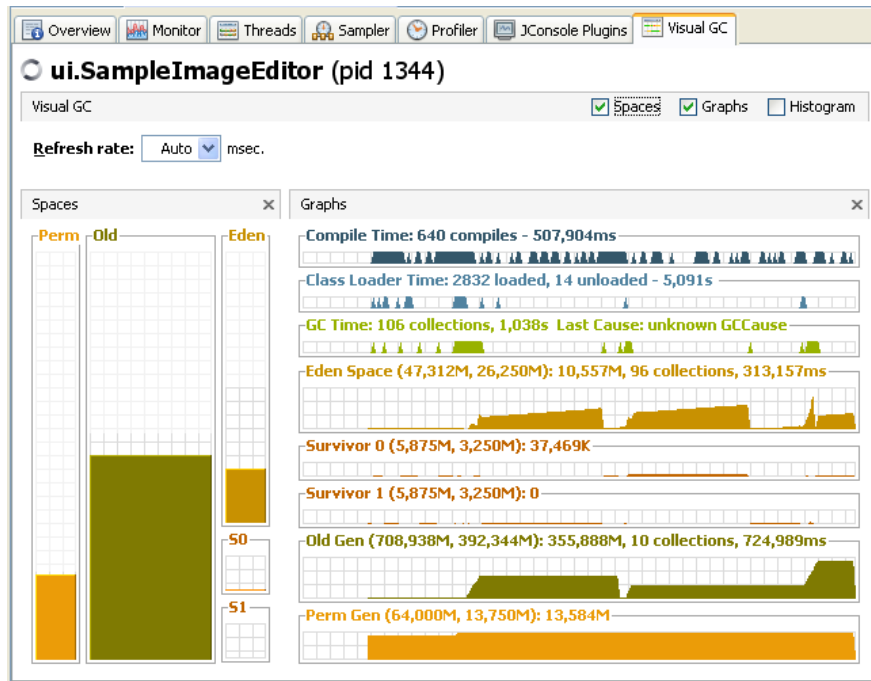 Overview Monitor Threads Sampler Profiler JConsole Plugins Visual GC
ui.SampleImageEditor (pid 1344)
Visual GC Spaces Graphs Histogram
Refresh rate: Auto msec.
Spaces Graphs
Perm Old Eden
S0
S1
Compile Time: 640 compiles - 507,904ms
Class Loader Time: 2832 loaded, 14 unloaded - 5,091s
GC Time: 106 collections, 1,038s Last Cause: unknown GCCause
Eden Space (47,312M, 26,250M): 10,557M, 96 collections, 313,157ms
Survivor 0 (5,875M, 3,250M): 37,469K
Survivor 1 (5,875M, 3,250M): 0
Old Gen (708,938M, 392,344M): 355,888M, 10 collections, 724,989ms
Perm Gen (64,000M, 13,750M): 13,584M